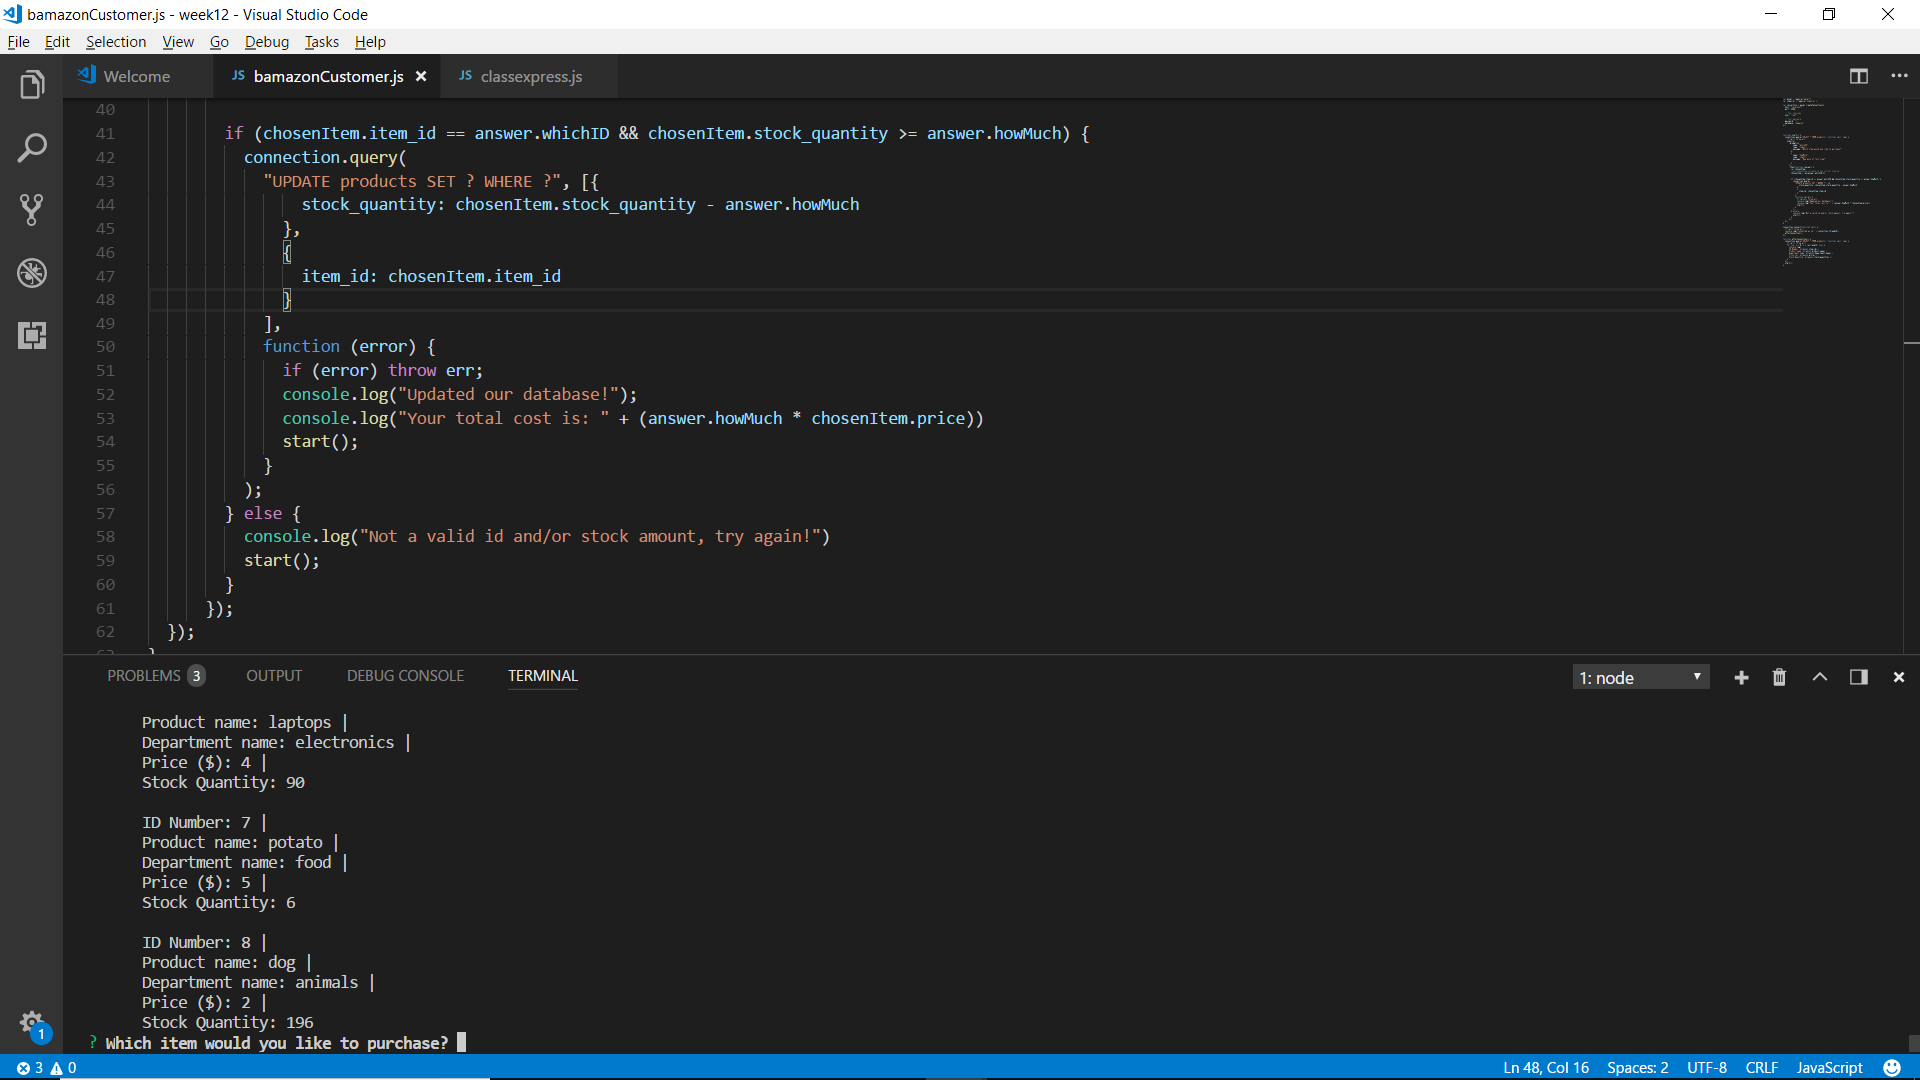 bamazonCustomer.js - week12 - Visual Studio Code
File Edit Selection View Go Debug Tasks Help
Welcome JS bamazonCustomer.js JS classexpress.js
40
41 if (chosenItem.item_id == answer.whichID && chosenItem.stock_quantity >= answer.howMuch) {
42 connection.query(
43 "UPDATE products SET ? WHERE ?", [{
44 stock_quantity: chosenItem.stock_quantity - answer.howMuch
45 },
46 {
47 item_id: chosenItem.item_id
48 }
49 ],
50 function (error) {
51 if (error) throw err;
52 console.log("Updated our database!");
53 console.log("Your total cost is: " + (answer.howMuch * chosenItem.price))
54 start();
55 }
56 );
57 } else {
58 console.log("Not a valid id and/or stock amount, try again!")
59 start();
60 }
61 });
62 });
PROBLEMS 3 OUTPUT DEBUG CONSOLE TERMINAL 1: node
Product name: laptops |
Department name: electronics |
Price ($): 4 |
Stock Quantity: 90
ID Number: 7 |
Product name: potato |
Department name: food |
Price ($): 5 |
Stock Quantity: 6
ID Number: 8 |
Product name: dog |
Department name: animals |
Price ($): 2 |
Stock Quantity: 196
? Which item would you like to purchase?
1
3 0 Ln 48, Col 16 Spaces: 2 UTF-8 CRLF JavaScript